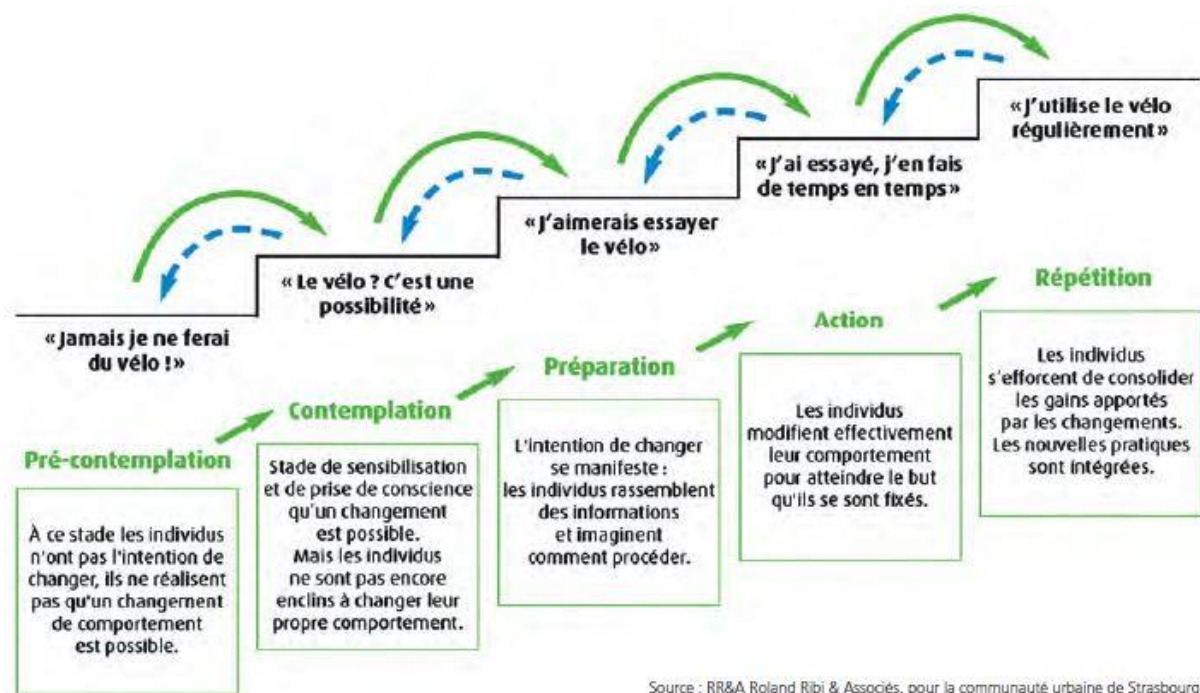 «Jamais je ne ferai
du vélo !»
« Le vélo ? C'est une
possibilité»
«J'aimerais essayer
le vélo»
«J'ai essayé, j'en fais
de temps en temps»
«J'utilise le vélo
régulièrement»
Pré-contemplation
À ce stade les individus
n'ont pas l'intention de
changer, ils ne réalisent
pas qu'un changement
de comportement
est possible.
Contemplation
Stade de sensibilisation
et de prise de conscience
qu'un changement
est possible.
Mais les individus
ne sont pas encore
enclins à changer leur
propre comportement.
Préparation
L'intention de changer
se manifeste :
les individus rassemblent
des informations
et imaginent
comment procéder.
Action
Les individus
modifient effectivement
leur comportement
pour atteindre le but
qu'ils se sont fixés.
Répétition
Les individus
s'efforcent de consolider
les gains apportés
par les changements.
Les nouvelles pratiques
sont intégrées.
Source : RR&A Roland Ribi & Associés, pour la communauté urbaine de Strasbourg